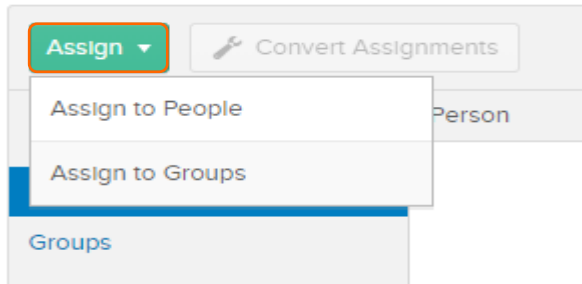 Assign
Convert Assignments
Assign to People
Person
Assign to Groups
Groups